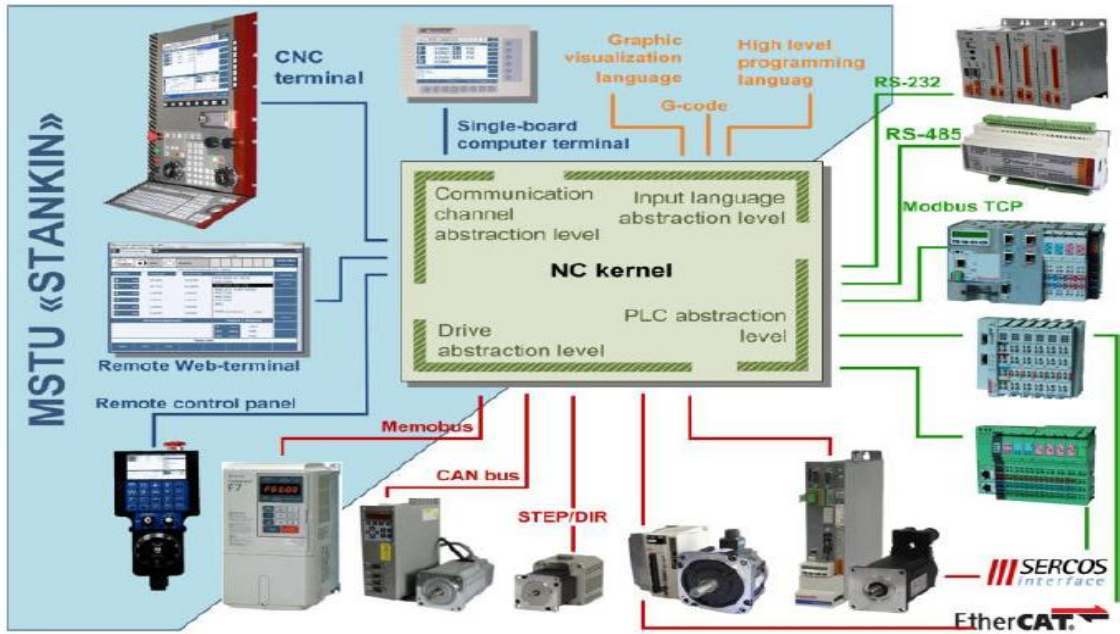 MSTU «STANKIN»
CNC
terminal
Single-board
computer terminal
Graphic
visualization
language
High level
programming
languag
G-code
RS-232
RS-485
Modbus TCP
Communication
channel
abstraction level
Input language
abstraction level
NC kernel
Drive
abstraction level
PLC abstraction
level
Remote Web-terminal
Remote control panel
Memobus
CAN bus
STEP/DIR
F7
SERCOS
interface
EtherCAT.